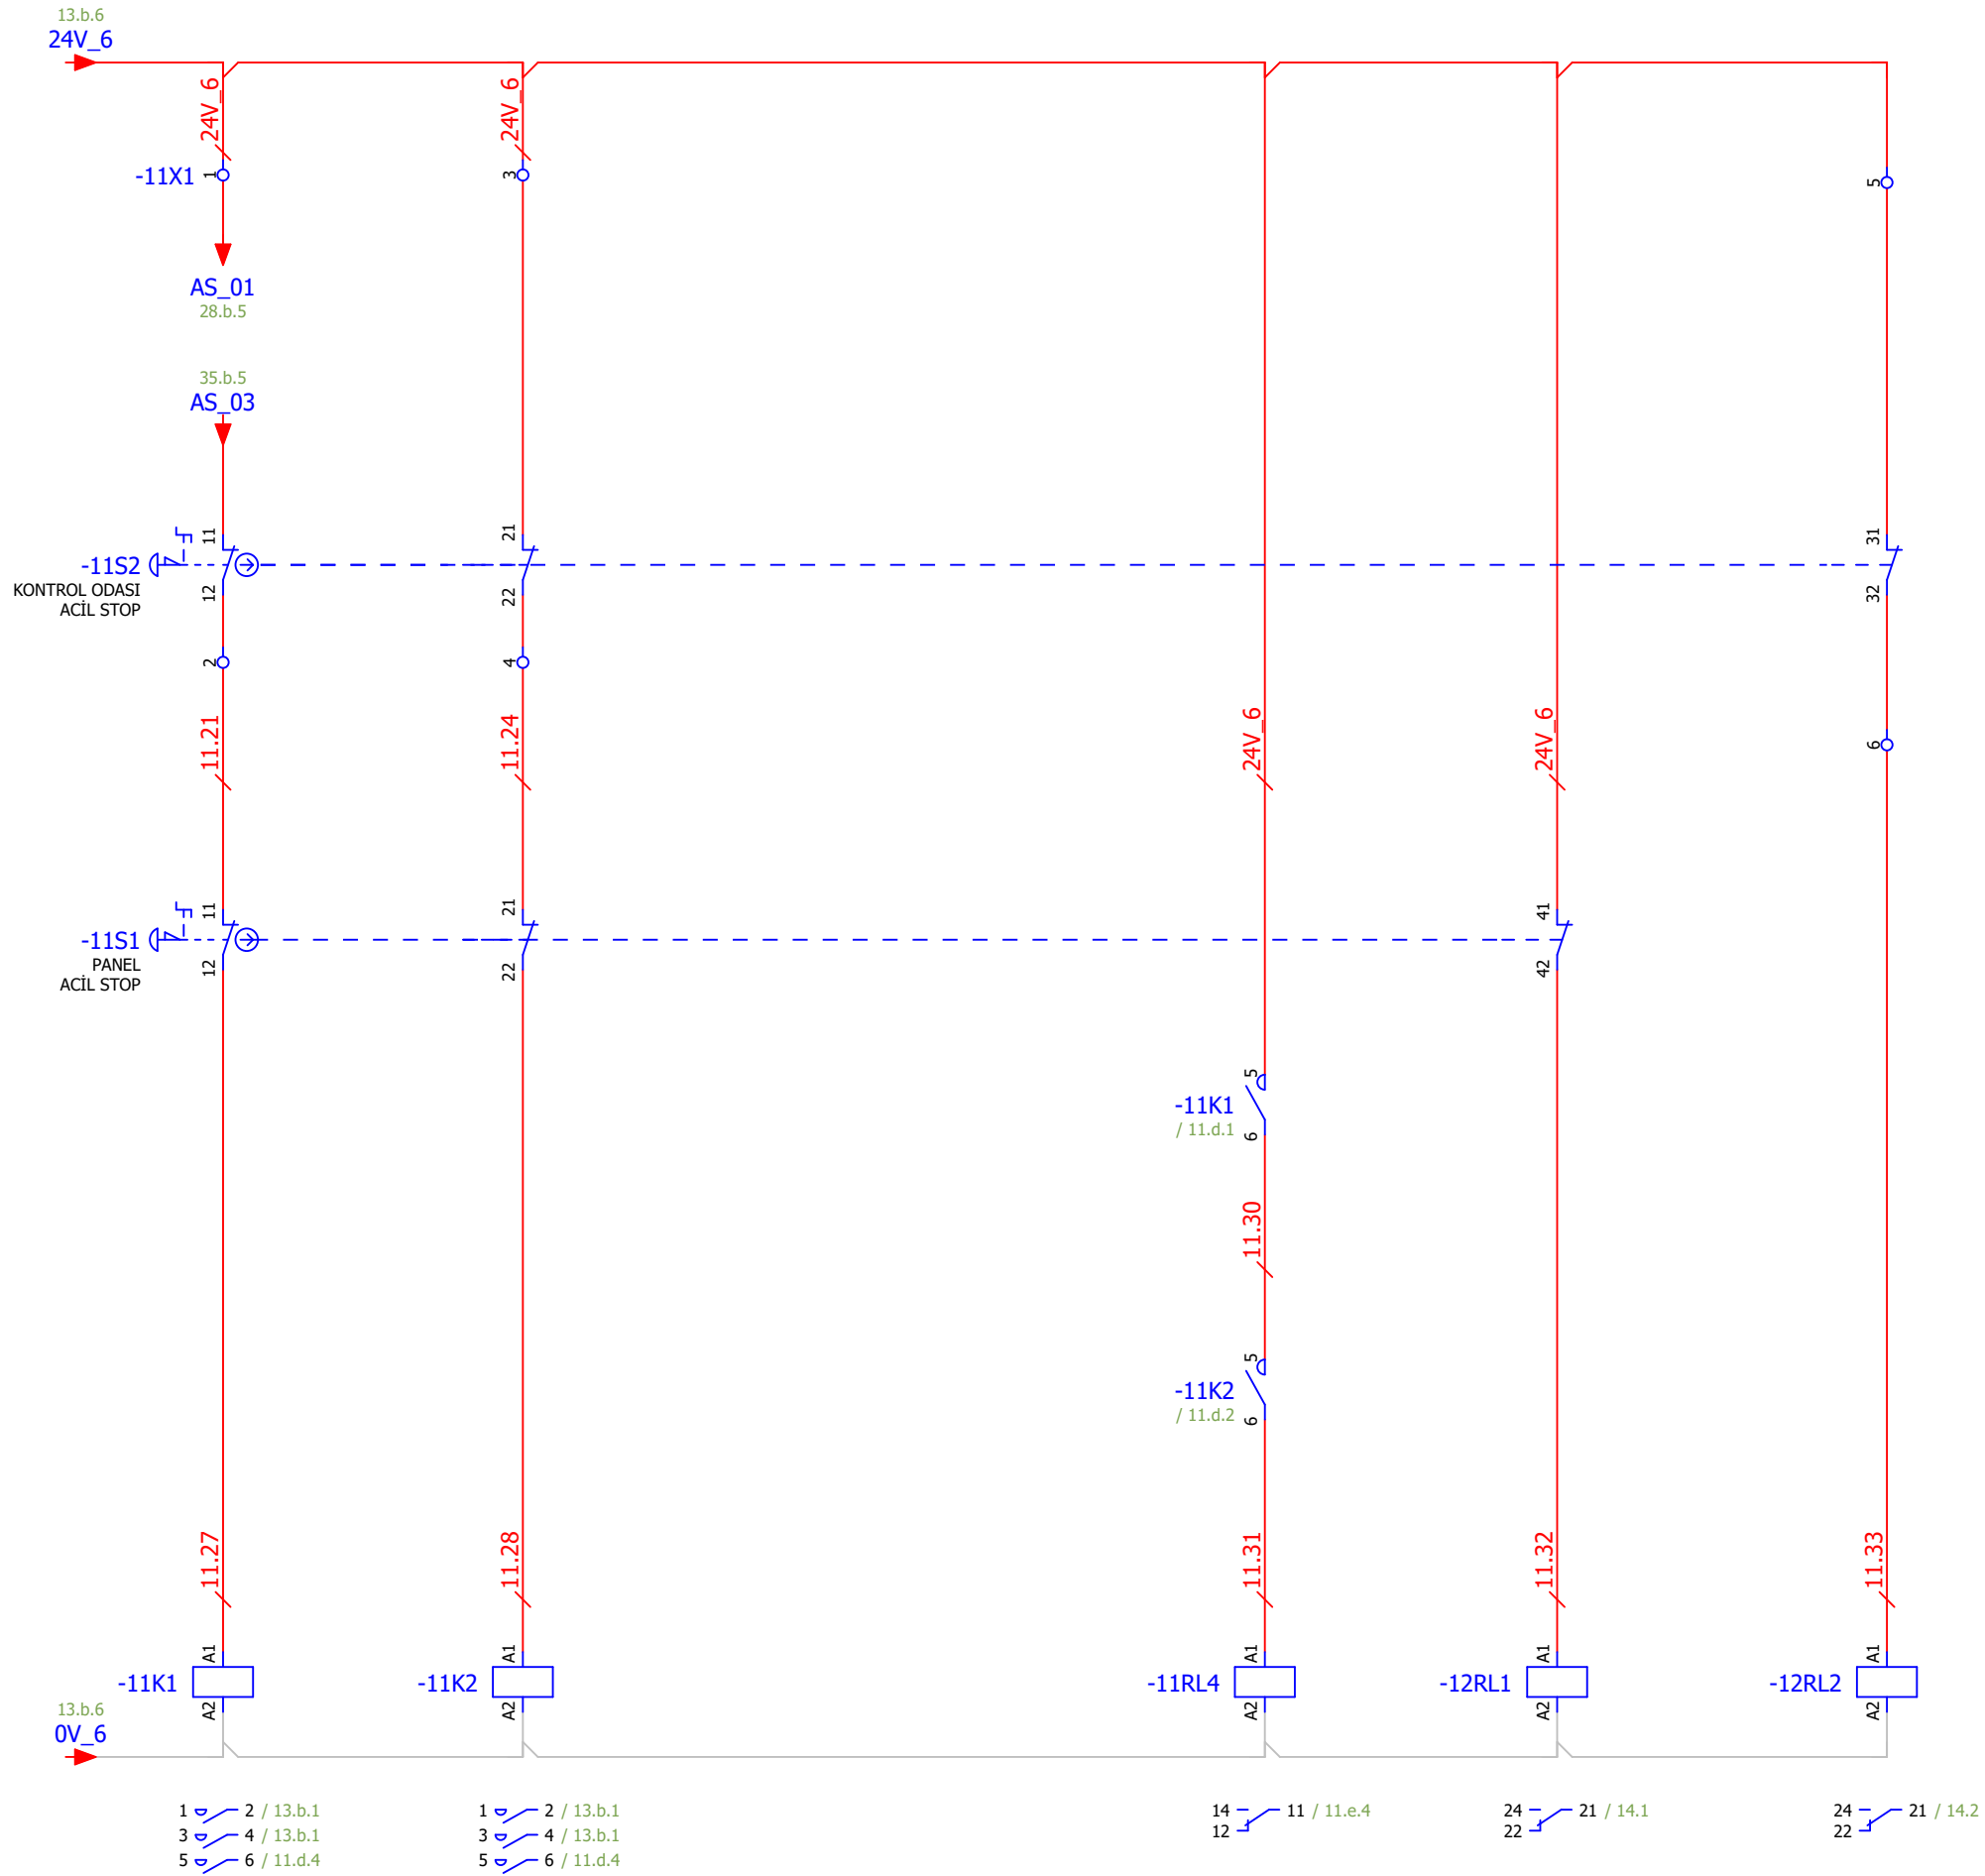 13.b.6
24V_6
24V_6
24V_6
-11X1
1
3
5
AS_01
28.b.5
35.b.5
AS_03
11
21
31
-11S2
KONTROL ODASI
ACİL STOP
12
22
32
2
4
6
11.21
11.24
24V_6
24V_6
11
21
41
-11S1
PANEL
ACİL STOP
12
22
42
5
-11K1
/ 11.d.1
6
11.30
5
-11K2
/ 11.d.2
6
11.27
11.28
11.31
11.32
11.33
A1
A1
A1
A1
A1
-11K1
-11K2
-11RL4
-12RL1
-12RL2
A2
A2
A2
A2
A2
13.b.6
0V_6
1 2 / 13.b.1
3 4 / 13.b.1
5 6 / 11.d.4
1 2 / 13.b.1
3 4 / 13.b.1
5 6 / 11.d.4
14 11 / 11.e.4
12
24 21 / 14.1
22
24 21 / 14.2
22